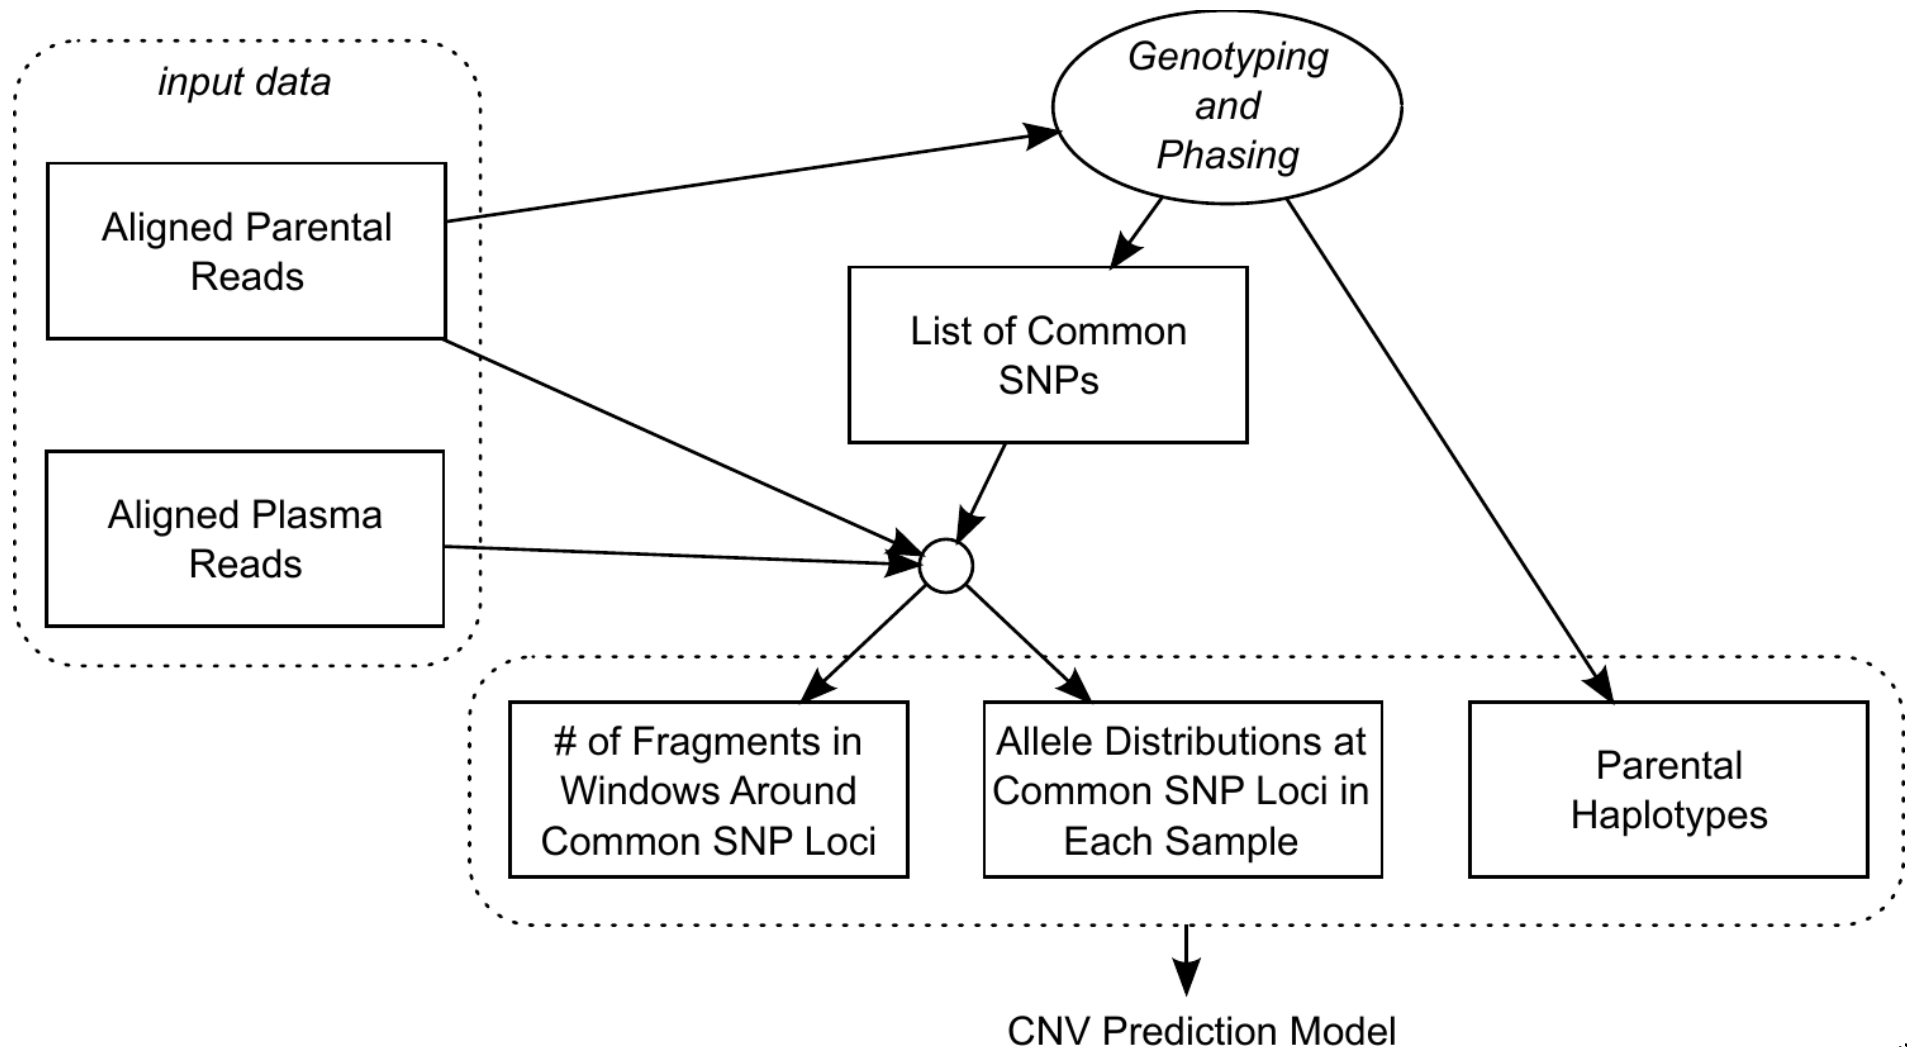 input data
Genotyping
and
Phasing
Aligned Parental
Reads
List of Common
SNPs
Aligned Plasma
Reads
# of Fragments in
Windows Around
Common SNP Loci
Allele Distributions at
Common SNP Loci in
Each Sample
Parental
Haplotypes
CNV Prediction Model